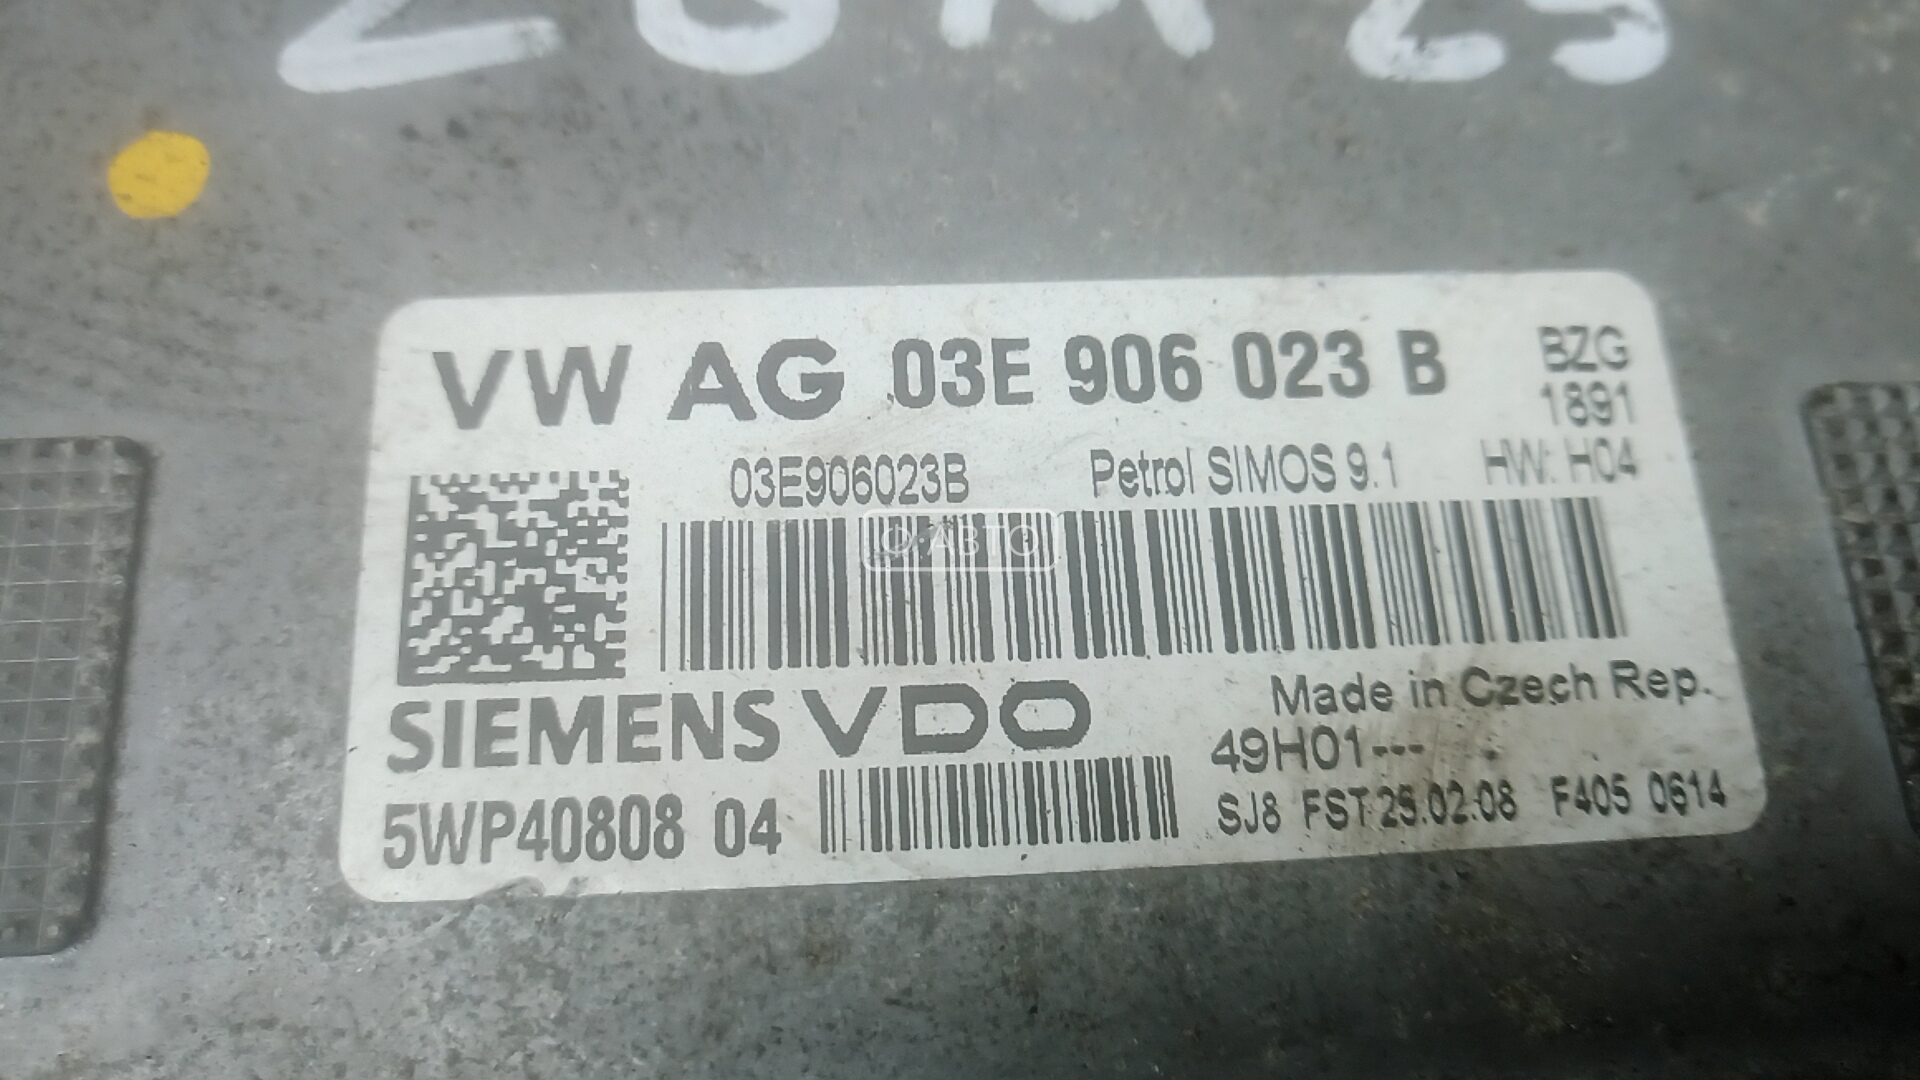 VW AG 03E 906 023 B
BZG
1891
03E906023B Petrol SIMOS 9.1 HW: H04
АВТО
SIEMENS VDO
Made in Czech Rep.
49H01---
5WP40808 04
SJ8 FST 25.02.08 F405 0614